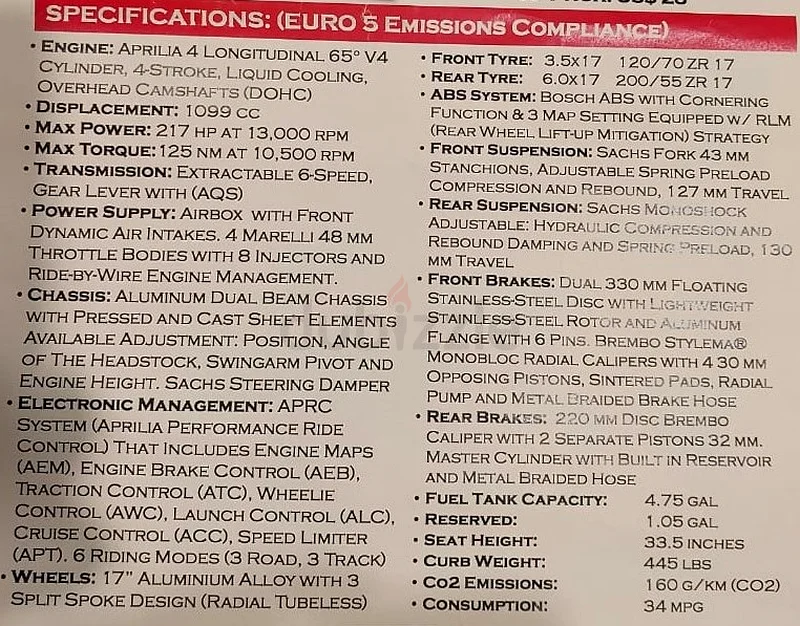 SPECIFICATIONS: (EURO 5 EMISSIONS COMPLIANCE)
• ENGINE: APRILIA 4 LONGITUDINAL 65° V4
CYLINDER, 4-STROKE, LIQUID COOLING,
OVERHEAD CAMSHAFTS (DOHC)
• DISPLACEMENT: 1099 CC
• MAX POWER: 217 HP AT 13,000 RPM
• MAX TORQUE: 125 NM AT 10,500 RPM
• TRANSMISSION: EXTRACTABLE 6-SPEED,
GEAR LEVER WITH (AQS)
• POWER SUPPLY: AIRBOX WITH FRONT
DYNAMIC AIR INTAKES. 4 MARELLI 48 MM
THROTTLE BODIES WITH 8 INJECTORS AND
RIDE-BY-WIRE ENGINE MANAGEMENT.
• CHASSIS: ALUMINUM DUAL BEAM CHASSIS
WITH PRESSED AND CAST SHEET ELEMENTS
AVAILABLE ADJUSTMENT: POSITION, ANGLE
OF THE HEADSTOCK, SWINGARM PIVOT AND
ENGINE HEIGHT. SACHS STEERING DAMPER
• ELECTRONIC MANAGEMENT: APRC
SYSTEM (APRILIA PERFORMANCE RIDE
CONTROL) THAT INCLUDES ENGINE MAPS
(AEM), ENGINE BRAKE CONTROL (AEB),
TRACTION CONTROL (ATC), WHEELIE
CONTROL (AWC), LAUNCH CONTROL (ALC),
CRUISE CONTROL (ACC), SPEED LIMITER
(APT). 6 RIDING MODES (3 ROAD, 3 TRACK)
• WHEELS: 17" ALUMINIUM ALLOY WITH 3
SPLIT SPOKE DESIGN (RADIAL TUBELESS)
• FRONT TYRE: 3.5X17 120/70 ZR 17
• REAR TYRE: 6.0X17 200/55 ZR 17
• ABS SYSTEM: BOSCH ABS WITH CORNERING
FUNCTION & 3 MAP SETTING EQUIPPED W/ RLM
(REAR WHEEL LIFT-UP MITIGATION) STRATEGY
• FRONT SUSPENSION: SACHS FORK 43 MM
STANCHIONS, ADJUSTABLE SPRING PRELOAD
COMPRESSION AND REBOUND, 127 MM TRAVEL
• REAR SUSPENSION: SACHS MONOSHOCK
ADJUSTABLE: HYDRAULIC COMPRESSION AND
REBOUND DAMPING AND SPRING PRELOAD, 130
MM TRAVEL
• FRONT BRAKES: DUAL 330 MM FLOATING
STAINLESS-STEEL DISC WITH LIGHTWEIGHT
STAINLESS-STEEL ROTOR AND ALUMINUM
FLANGE WITH 6 PINS. BREMBO STYLEMA®
MONOBLOC RADIAL CALIPERS WITH 4 30 MM
OPPOSING PISTONS, SINTERED PADS, RADIAL
PUMP AND METAL BRAIDED BRAKE HOSE
• REAR BRAKES: 220 MM DISC BREMBO
CALIPER WITH 2 SEPARATE PISTONS 32 MM.
MASTER CYLINDER WITH BUILT IN RESERVOIR
AND METAL BRAIDED HOSE
• FUEL TANK CAPACITY: 4.75 GAL
• RESERVED: 1.05 GAL
• SEAT HEIGHT: 33.5 INCHES
• CURB WEIGHT: 445 LBS
• CO2 EMISSIONS: 160 G/KM (CO2)
• CONSUMPTION: 34 MPG